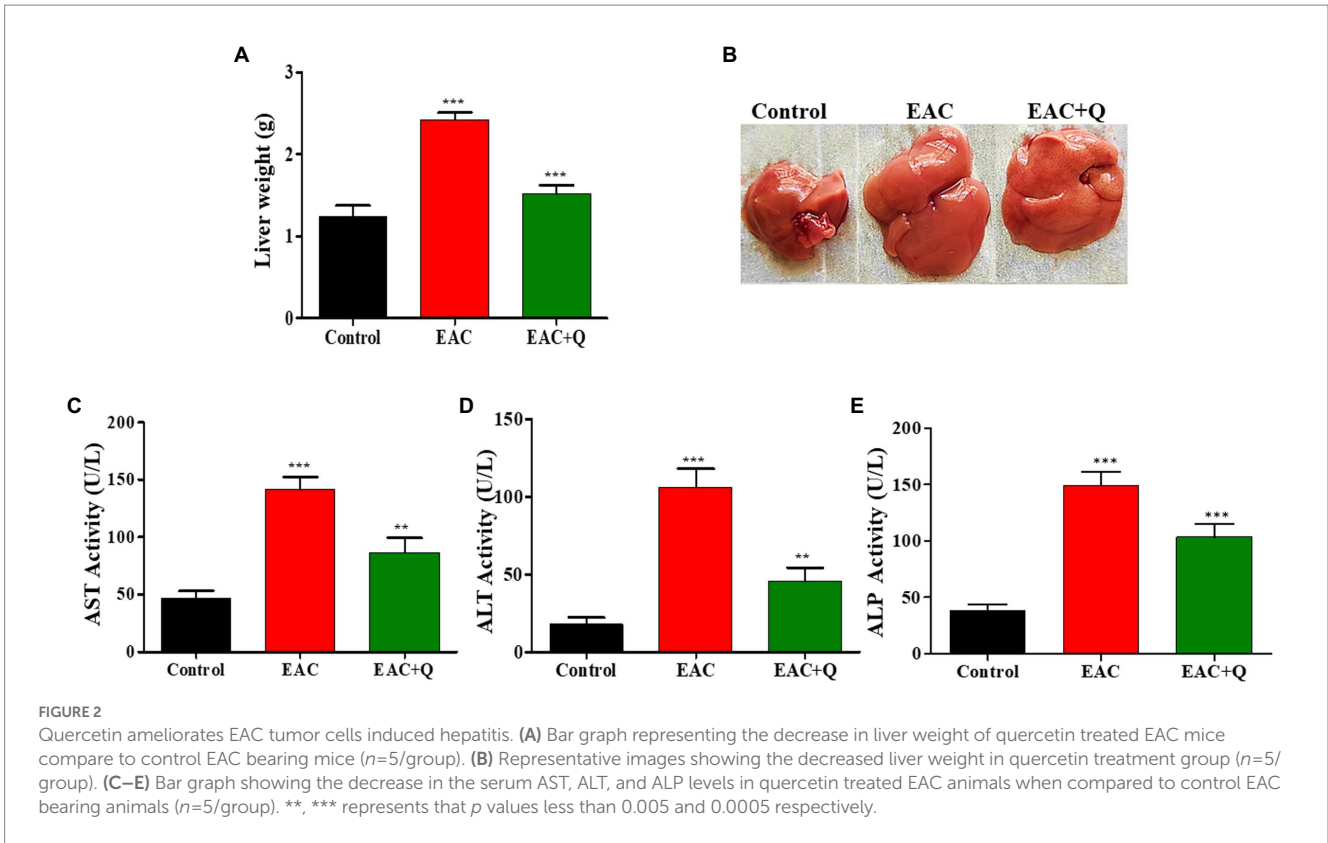 A
Liver weight (g)
3
2
1
0
***
***
Control EAC EAC+Q
B
Control EAC EAC+Q
C
AST Activity (U/L)
200
150
100
50
0
***
**
Control EAC EAC+Q
D
ALT Activity (U/L)
150
100
50
0
***
**
Control EAC EAC+Q
E
ALP Activity (U/L)
200
150
100
50
0
***
***
Control EAC EAC+Q
FIGURE 2
Quercetin ameliorates EAC tumor cells induced hepatitis. (A) Bar graph representing the decrease in liver weight of quercetin treated EAC mice
compare to control EAC bearing mice (n=5/group). (B) Representative images showing the decreased liver weight in quercetin treatment group (n=5/
group). (C–E) Bar graph showing the decrease in the serum AST, ALT, and ALP levels in quercetin treated EAC animals when compared to control EAC
bearing animals (n=5/group). **, *** represents that p values less than 0.005 and 0.0005 respectively.